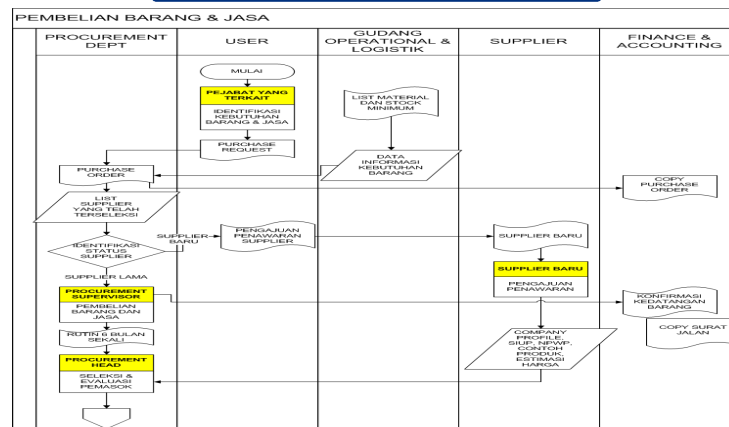 PEMBELIAN BARANG & JASA
PROCUREMENT
DEPT
USER
GUDANG
OPERATIONAL &
LOGISTIK
SUPPLIER
FINANCE &
ACCOUNTING
MULAI
PEJABAT YANG
TERKAIT
IDENTIFIKASI
KEBUTUHAN
BARANG & JASA
LIST MATERIAL
DAN STOCK
MINIMUM
PURCHASE
REQUEST
DATA
INFORMASI
KEBUTUHAN
BARANG
PURCHASE
ORDER
COPY
PURCHASE
ORDER
LIST
SUPPLIER
YANG TELAH
TERSELEKSI
IDENTIFIKASI
STATUS
SUPPLIER
SUPPLIER
BARU
PENGAJUAN
PENAWARAN
SUPPLIER
SUPPLIER BARU
SUPPLIER LAMA
SUPPLIER BARU
PENGAJUAN
PENAWARAN
PROCUREMENT
SUPERVISOR
PEMBELIAN
BARANG DAN
JASA
KONFIRMASI
KEDATANGAN
BARANG
COPY SURAT
JALAN
RUTIN 6 BULAN
SEKALI
COMPANY
PROFILE,
SIUP, NPWP,
CONTOH
PRODUK,
ESTIMASI
HARGA
PROCUREMENT
HEAD
SELEKSI &
EVALUASI
PEMASOK